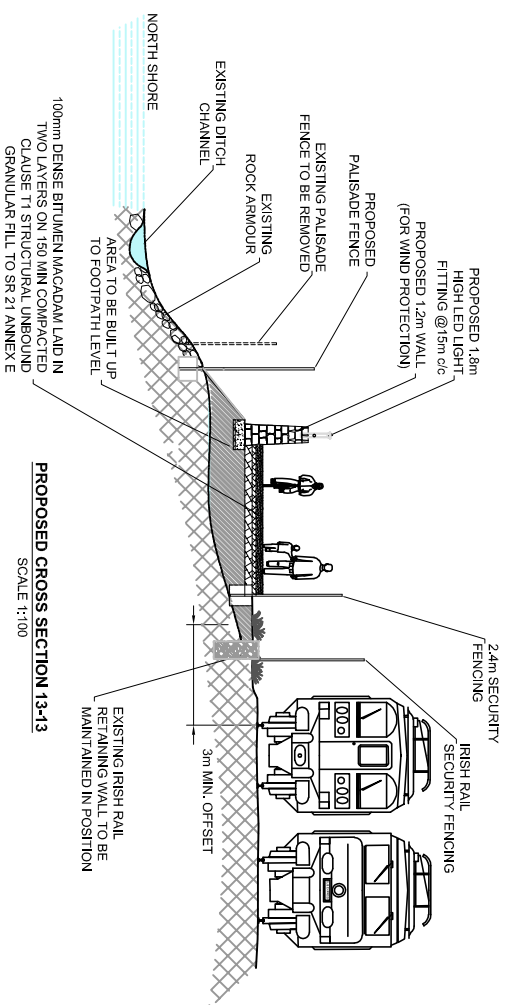 NORTH SHORE
EXISTING DITCH
CHANNEL
EXISTING
ROCK ARMOUR
EXISTING PALISADE
FENCE TO BE REMOVED
PROPOSED
PALISADE FENCE
PROPOSED 1.2m WALL
(FOR WIND PROTECTION)
PROPOSED 1.8m
HIGH LED LIGHT
FITTING @15m c/c
2.4m SECURITY
FENCING
IRISH RAIL
SECURITY FENCING
3m MIN. OFFSET
EXISTING IRISH RAIL
RETAINING WALL TO BE
MAINTAINED IN POSITION
AREA TO BE BUILT UP
TO FOOTPATH LEVEL
100mm DENSE BITUMEN MACADAM LAID IN
TWO LAYERS ON 150 MIN COMPACTED
CLAUSE T1 STRUCTURAL UNBOUND
GRANULAR FILL TO SR 21 ANNEX E
PROPOSED CROSS SECTION 13-13
SCALE 1:100